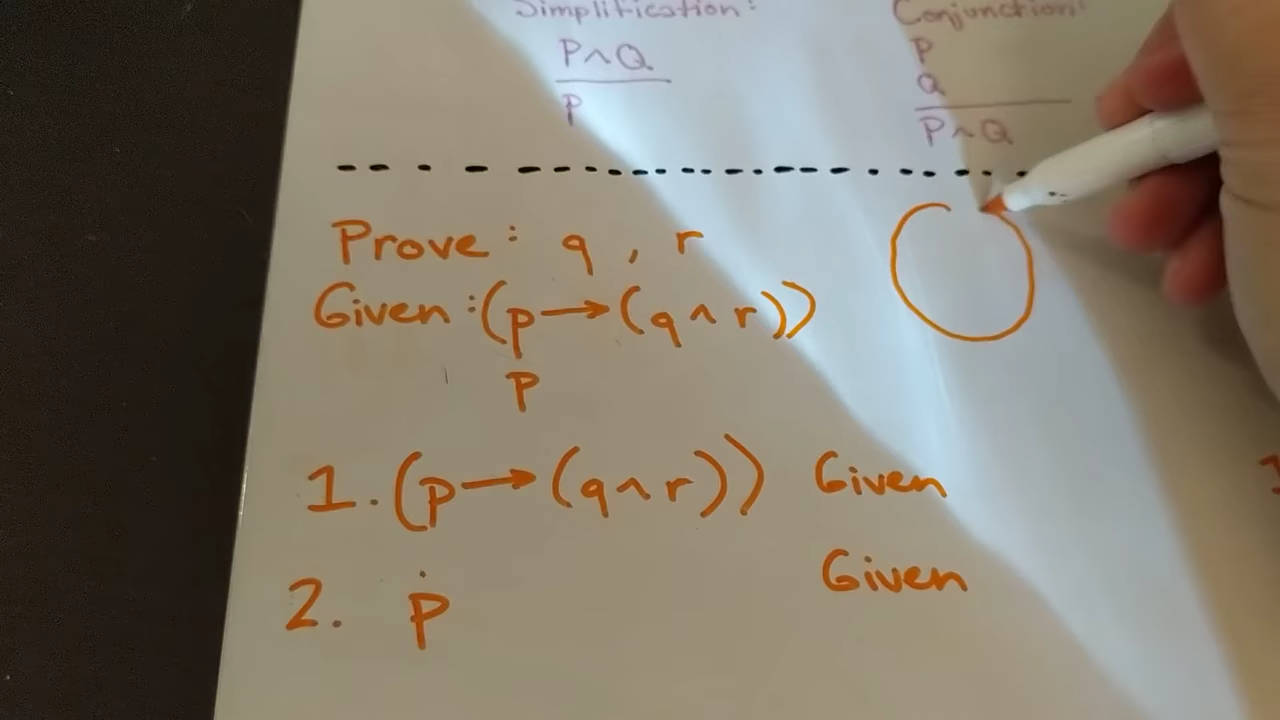 Simplification:
P∧Q
P
Conjunction:
P
Q
P∧Q
Prove: q, r
Given: (p→(q∧r))
P
1. (p→(q∧r)) Given
2. p Given